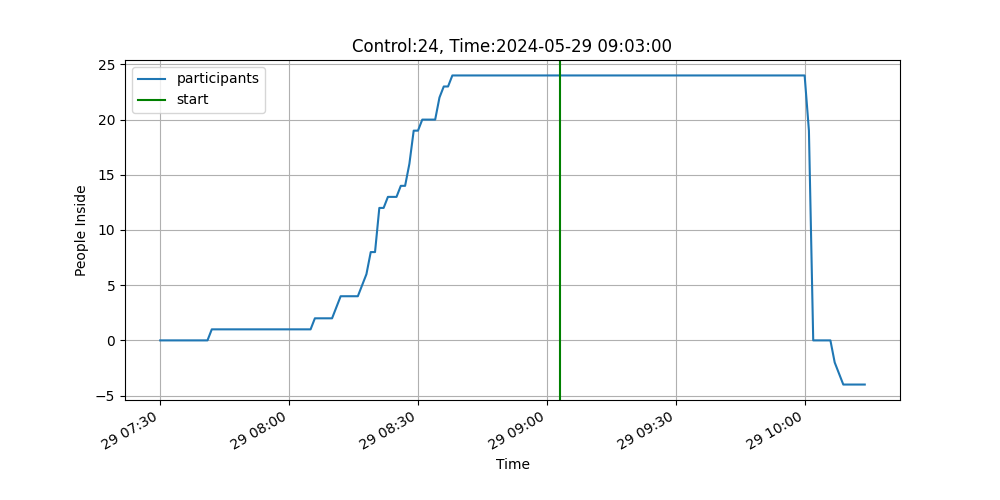 Control:24, Time:2024-05-29 09:03:00
participants
start
People Inside
25
20
15
10
5
0
−5
29 07:30
29 08:00
29 08:30
29 09:00
29 09:30
29 10:00
Time